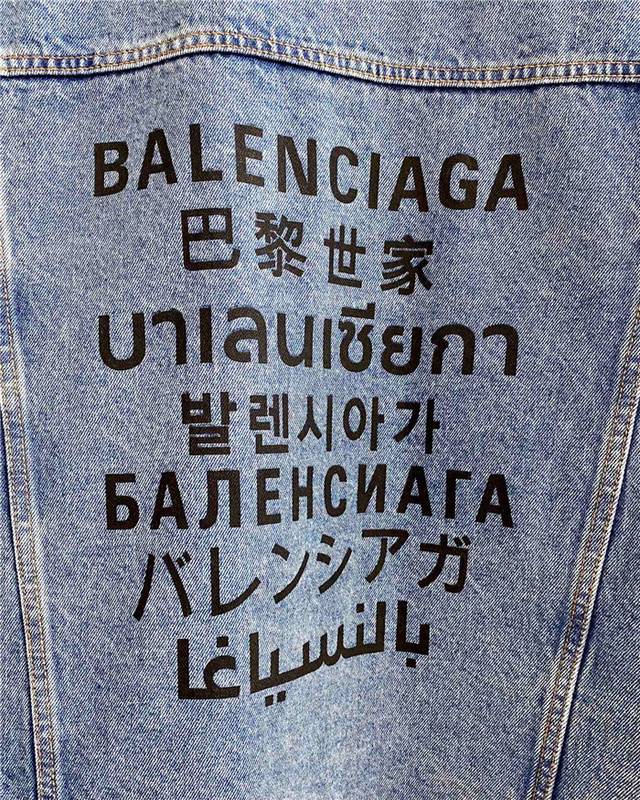 BALENCIAGA
巴黎世家
บาเลนเซียกา
발렌시아가
БАЛЕНСИАГА
バレンシアガ
بالنسياغا